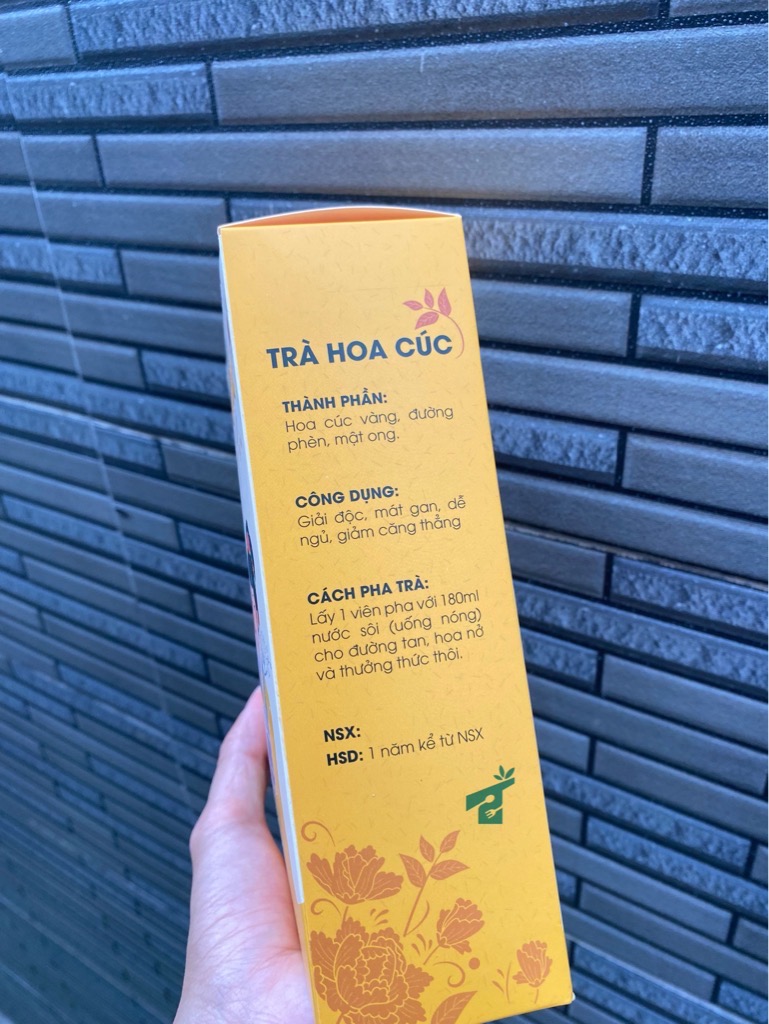 TRÀ HOA CÚC
THÀNH PHẦN:
Hoa cúc vàng, đường
phèn, mật ong.
CÔNG DỤNG:
Giải độc, mát gan, dễ
ngủ, giảm căng thẳng
CÁCH PHA TRÀ:
Lấy 1 viên pha với 180ml
nước sôi (uống nóng)
cho đường tan, hoa nở
và thưởng thức thôi.
NSX:
HSD: 1 năm kể từ NSX